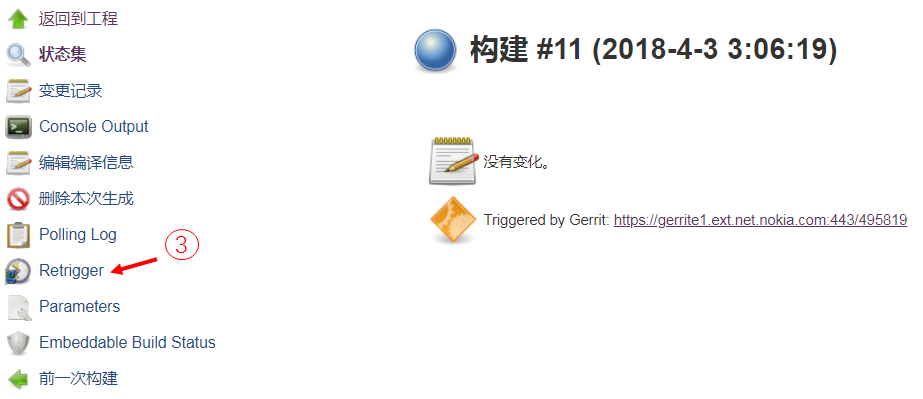 返回到工程
状态集
变更记录
Console Output
编辑编译信息
删除本次生成
Polling Log
Retrigger
③
Parameters
Embeddable Build Status
前一次构建
构建 #11 (2018-4-3 3:06:19)
没有变化。
Triggered by Gerrit: https://gerrite1.ext.net.nokia.com:443/495819